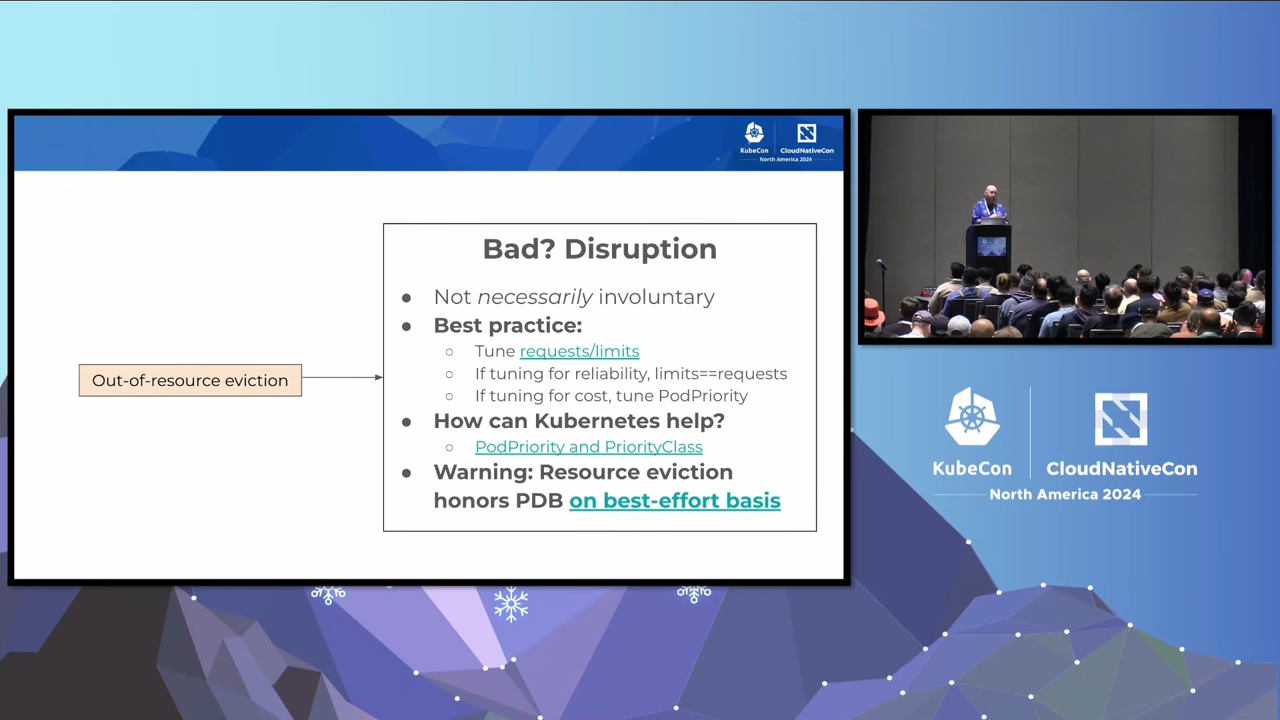 KubeCon
CloudNativeCon
North America 2024
Out-of-resource eviction
Bad? Disruption
● Not necessarily involuntary
● Best practice:
○ Tune requests/limits
○ If tuning for reliability, limits==requests
○ If tuning for cost, tune PodPriority
● How can Kubernetes help?
○ PodPriority and PriorityClass
● Warning: Resource eviction
honors PDB on best-effort basis
KubeCon
CloudNativeCon
North America 2024